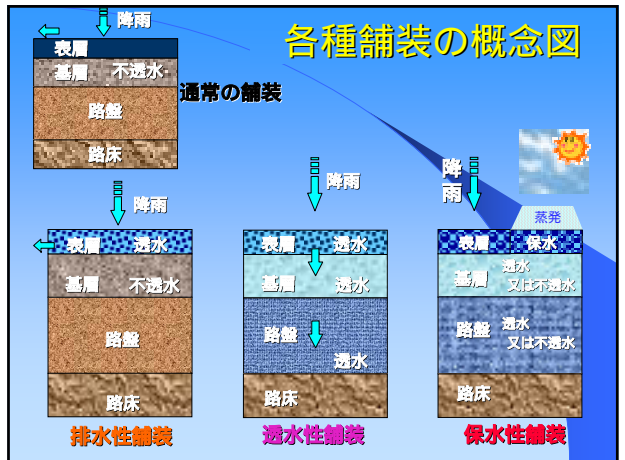 各種舗装の概念図
降雨
表層
基層 不透水
路盤
路床
通常の舗装
降雨
表層 透水
基層 不透水
路盤
路床
排水性舗装
降雨
表層 透水
基層 透水
路盤
透水
路床
透水性舗装
降
雨
蒸発
表層 保水
基層 透水
又は不透水
路盤 透水
又は不透水
路床
保水性舗装